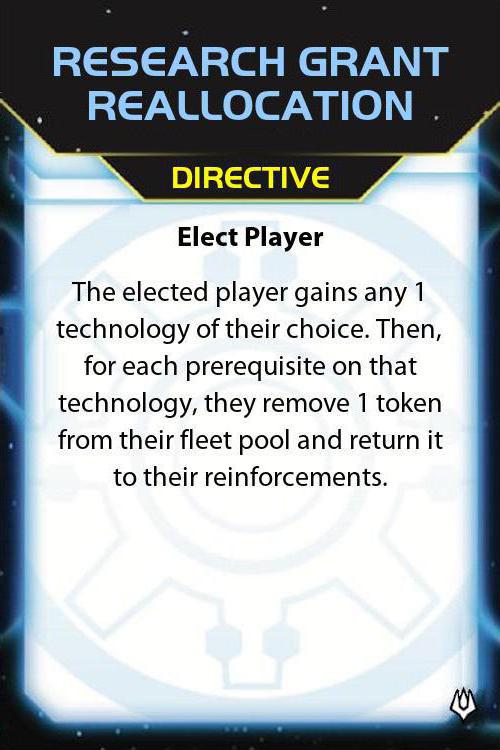 RESEARCH GRANT
REALLOCATION
DIRECTIVE
Elect Player
The elected player gains any 1
technology of their choice. Then,
for each prerequisite on that
technology, they remove 1 token
from their fleet pool and return it
to their reinforcements.